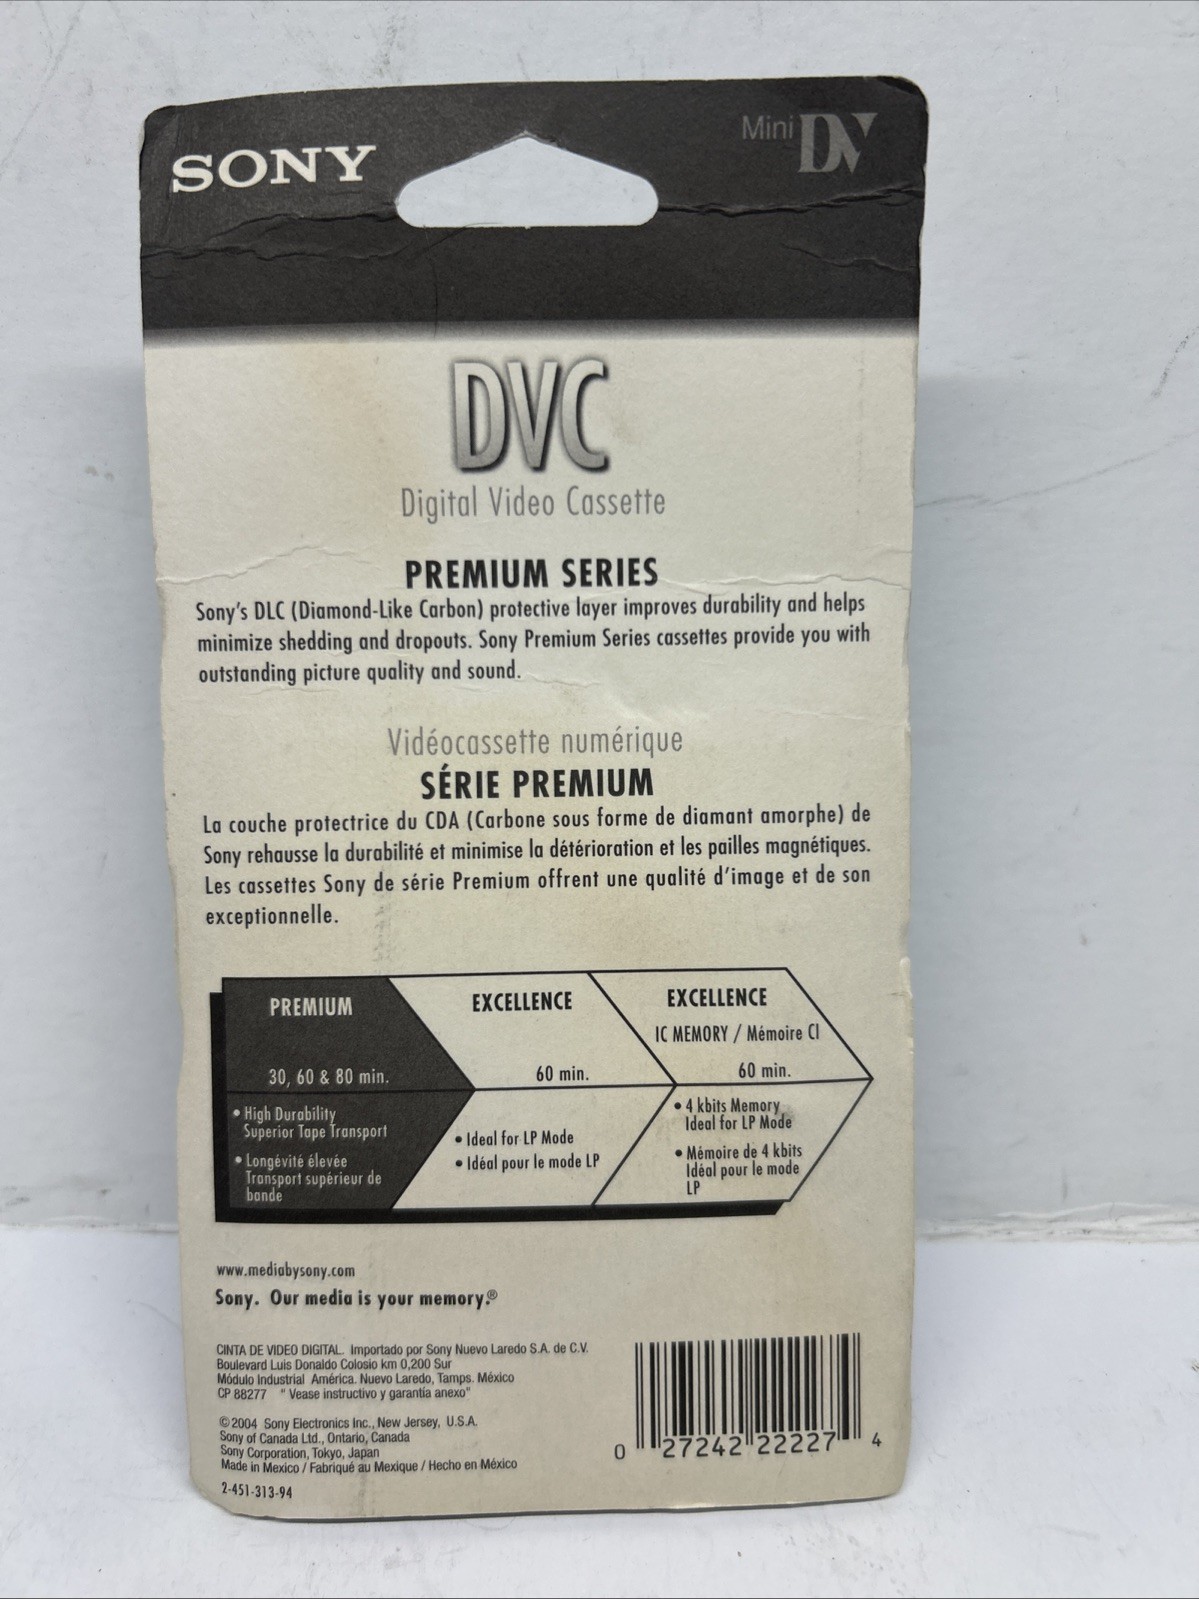 SONY
Mini DV
DVC
Digital Video Cassette
PREMIUM SERIES
Sony's DLC (Diamond-Like Carbon) protective layer improves durability and helps
minimize shedding and dropouts. Sony Premium Series cassettes provide you with
outstanding picture quality and sound.
Vidéocassette numérique
SÉRIE PREMIUM
La couche protectrice du CDA (Carbone sous forme de diamant amorphe) de
Sony rehausse la durabilité et minimise la détérioration et les pailles magnétiques.
Les cassettes Sony de série Premium offrent une qualité d'image et de son
exceptionnelle.
PREMIUM
30, 60 & 80 min.
• High Durability
Superior Tape Transport
• Longévité élevée
Transport supérieur de
bande
EXCELLENCE
60 min.
• Ideal for LP Mode
• Idéal pour le mode LP
EXCELLENCE
IC MEMORY / Mémoire CI
60 min.
• 4 kbits Memory
Ideal for LP Mode
• Mémoire de 4 kbits
Idéal pour le mode
LP
www.mediabysony.com
Sony. Our media is your memory.®
CINTA DE VIDEO DIGITAL. Importado por Sony Nuevo Laredo S.A. de C.V.
Boulevard Luis Donaldo Colosio km 0,200 Sur
Módulo Industrial América. Nuevo Laredo, Tamps. México
CP 88277 " Vease instructivo y garantía anexo"
©2004 Sony Electronics Inc., New Jersey, U.S.A.
Sony of Canada Ltd., Ontario, Canada
Sony Corporation, Tokyo, Japan
Made in Mexico / Fabriqué au Mexique / Hecho en México
2-451-313-94
0 27242 22227 4